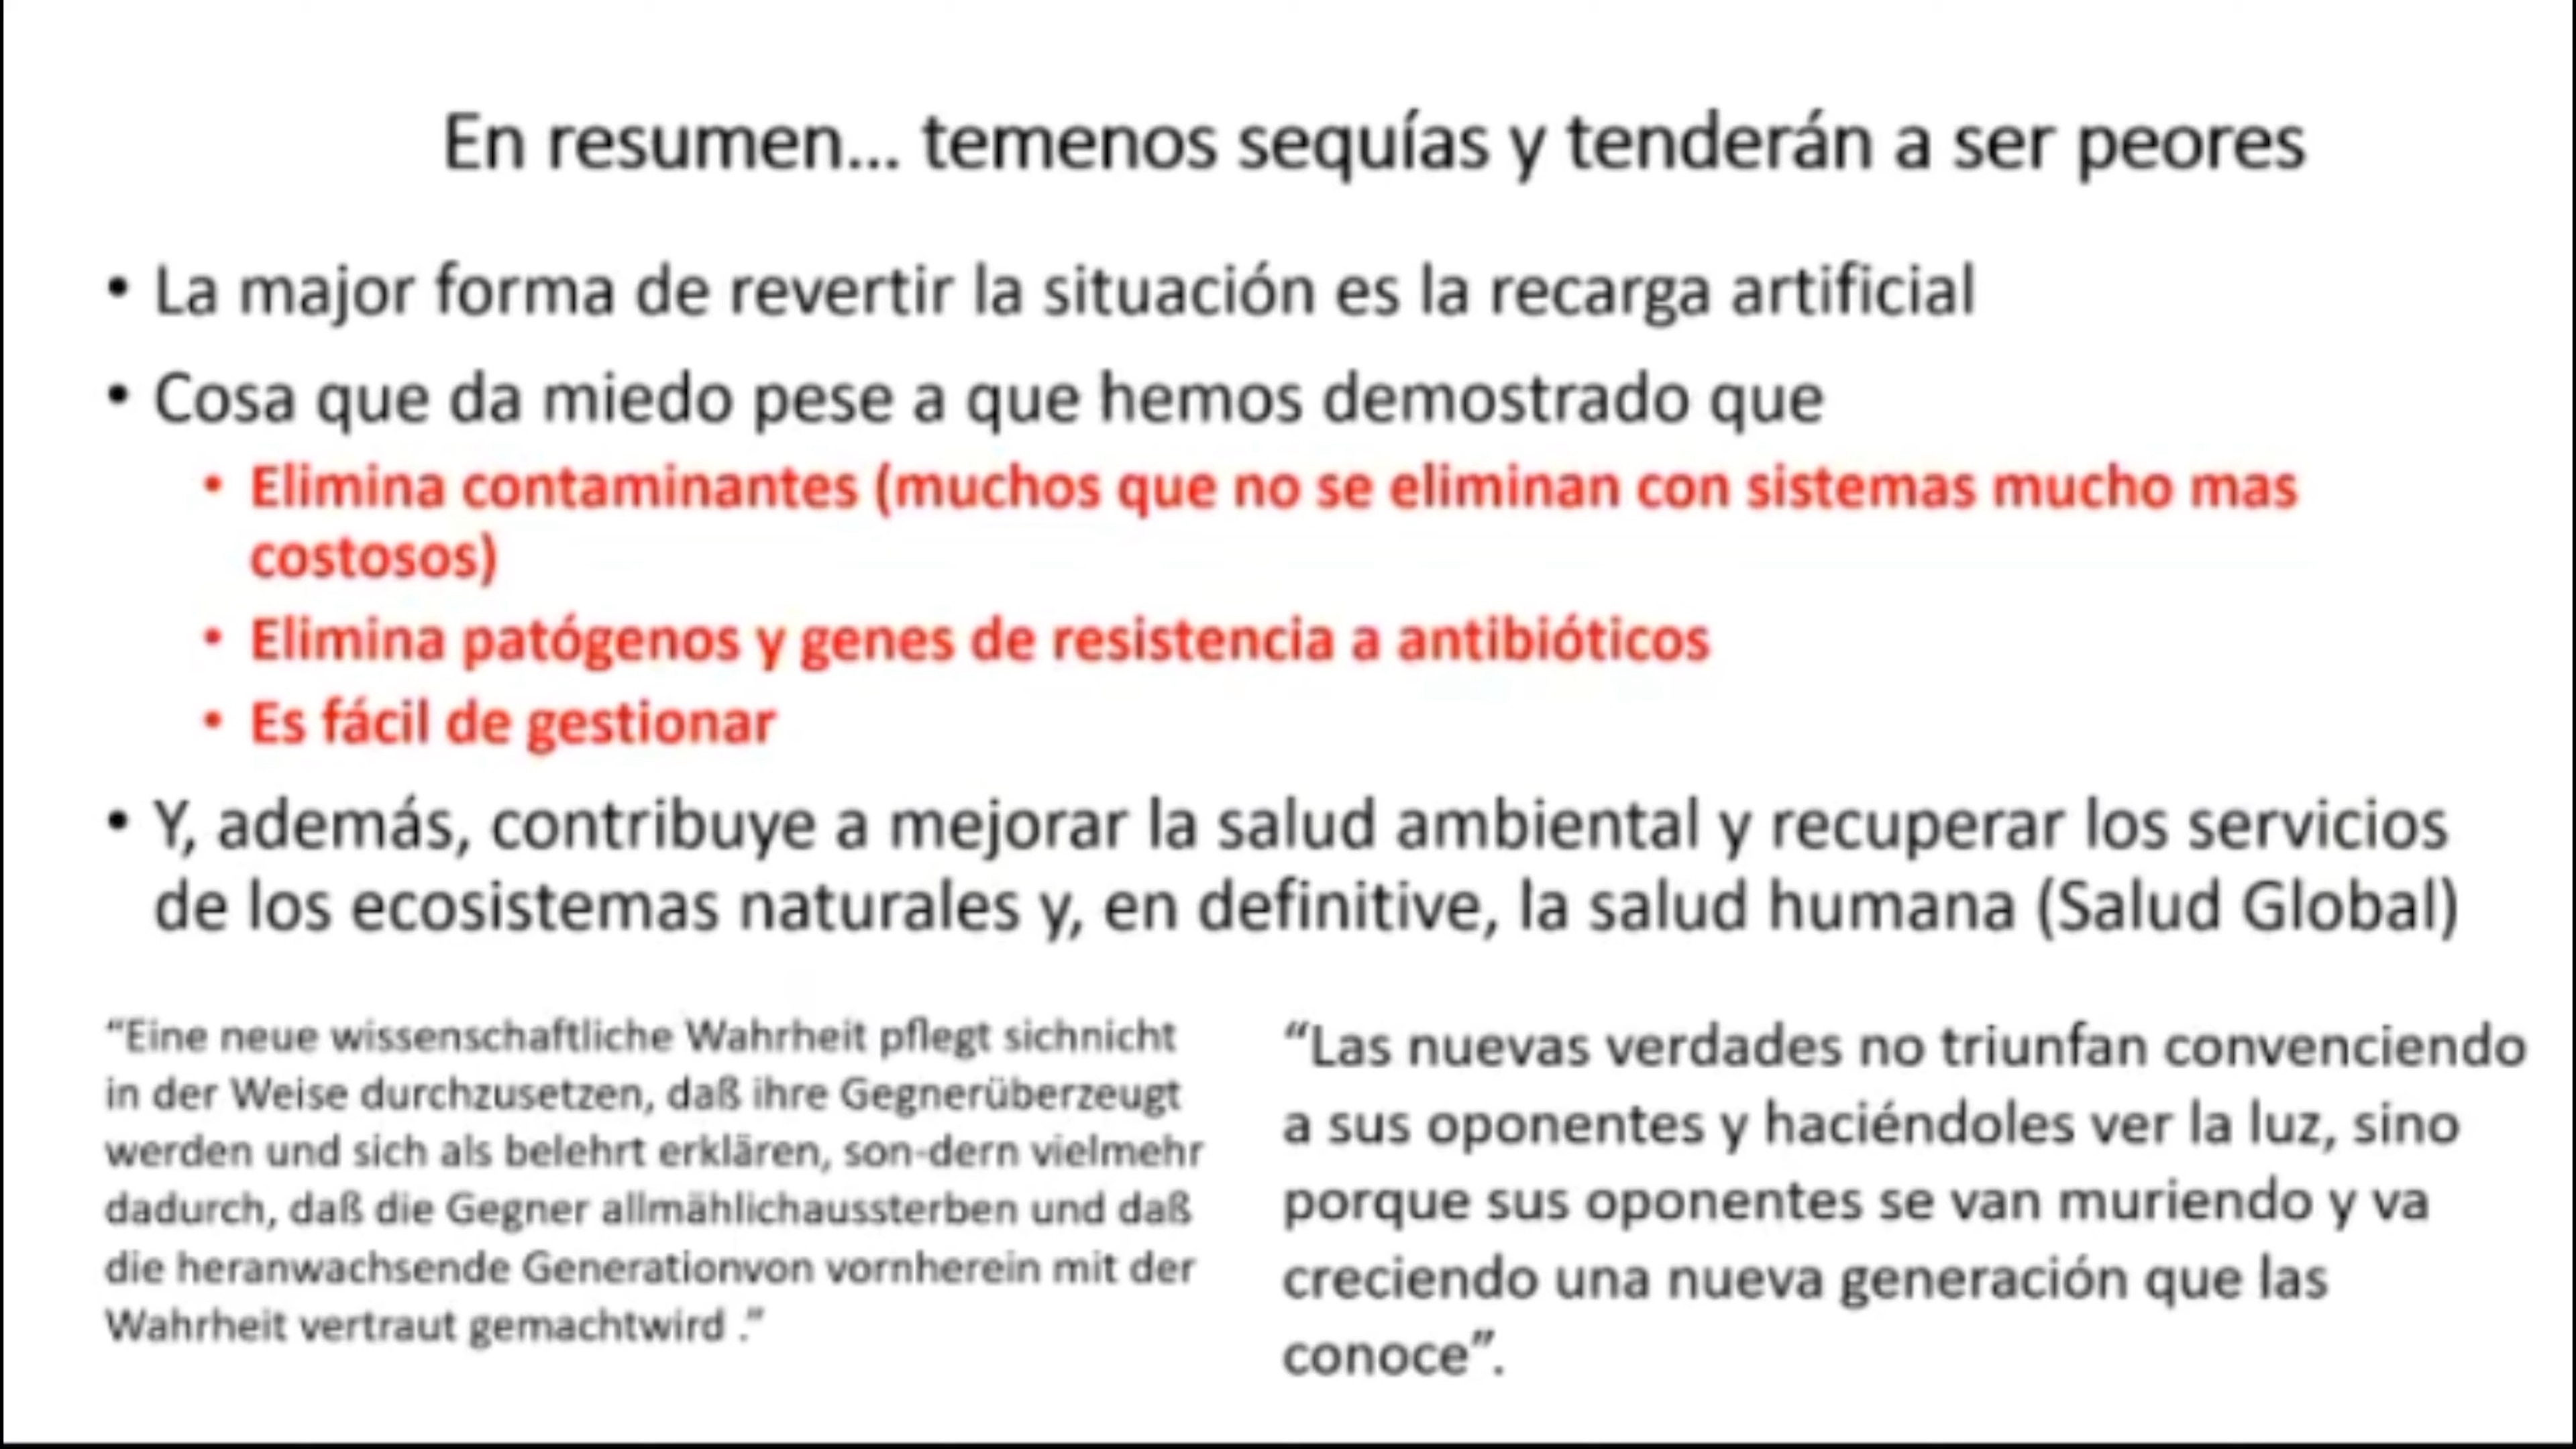 En resumen... temenos sequías y tenderán a ser peores
• La major forma de revertir la situación es la recarga artificial
• Cosa que da miedo pese a que hemos demostrado que
• Elimina contaminantes (muchos que no se eliminan con sistemas mucho mas
costosos)
• Elimina patógenos y genes de resistencia a antibióticos
• Es fácil de gestionar
• Y, además, contribuye a mejorar la salud ambiental y recuperar los servicios
de los ecosistemas naturales y, en definitive, la salud humana (Salud Global)
“Eine neue wissenschaftliche Wahrheit pflegt sichnicht
in der Weise durchzusetzen, daß ihre Gegnerüberzeugt
werden und sich als belehrt erklären, son-dern vielmehr
dadurch, daß die Gegner allmählichaussterben und daß
die heranwachsende Generationvon vornherein mit der
Wahrheit vertraut gemachtwird .”
“Las nuevas verdades no triunfan convenciendo
a sus oponentes y haciéndoles ver la luz, sino
porque sus oponentes se van muriendo y va
creciendo una nueva generación que las
conoce”.